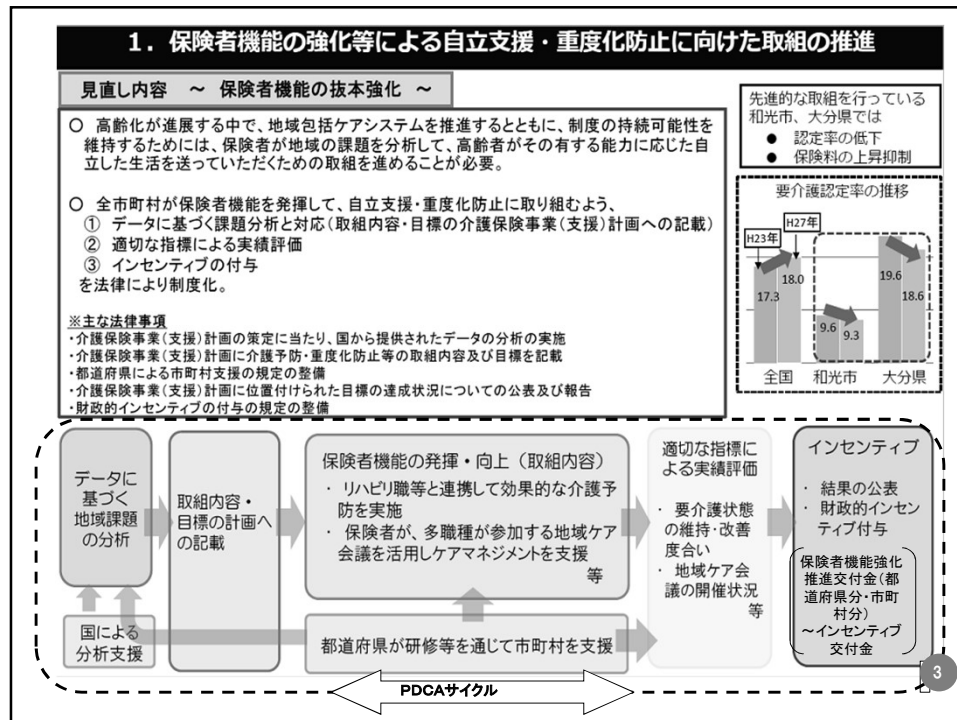 1．保険者機能の強化等による自立支援・重度化防止に向けた取組の推進
見直し内容　～　保険者機能の抜本強化　～
○　高齢化が進展する中で、地域包括ケアシステムを推進するとともに、制度の持続可能性を
維持するためには、保険者が地域の課題を分析して、高齢者がその有する能力に応じた自
立した生活を送っていただくための取組を進めることが必要。
○　全市町村が保険者機能を発揮して、自立支援・重度化防止に取り組むよう、
①　データに基づく課題分析と対応（取組内容・目標の介護保険事業（支援）計画への記載）
②　適切な指標による実績評価
③　インセンティブの付与
を法律により制度化。
※主な法律事項
・介護保険事業（支援）計画の策定に当たり、国から提供されたデータの分析の実施
・介護保険事業（支援）計画に介護予防・重度化防止等の取組内容及び目標を記載
・都道府県による市町村支援の規定の整備
・介護保険事業（支援）計画に位置付けられた目標の達成状況についての公表及び報告
・財政的インセンティブの付与の規定の整備
先進的な取組を行っている
和光市、大分県では
●　認定率の低下
●　保険料の上昇抑制
要介護認定率の推移
H23年
H27年
17.3
18.0
9.6
9.3
19.6
18.6
全国
和光市
大分県
データに
基づく
地域課題
の分析
国による
分析支援
取組内容・
目標の計画へ
の記載
保険者機能の発揮・向上（取組内容）
・ リハビリ職等と連携して効果的な介護予
防を実施
・ 保険者が、多職種が参加する地域ケア
会議を活用しケアマネジメントを支援
等
都道府県が研修等を通じて市町村を支援
適切な指標に
よる実績評価
・ 要介護状態
の維持・改善
度合い
・ 地域ケア会
議の開催状況
等
インセンティブ
・ 結果の公表
・ 財政的インセン
ティブ付与
保険者機能強化
推進交付金（都
道府県分・市町
村分）
～インセンティブ
交付金
PDCAサイクル
3